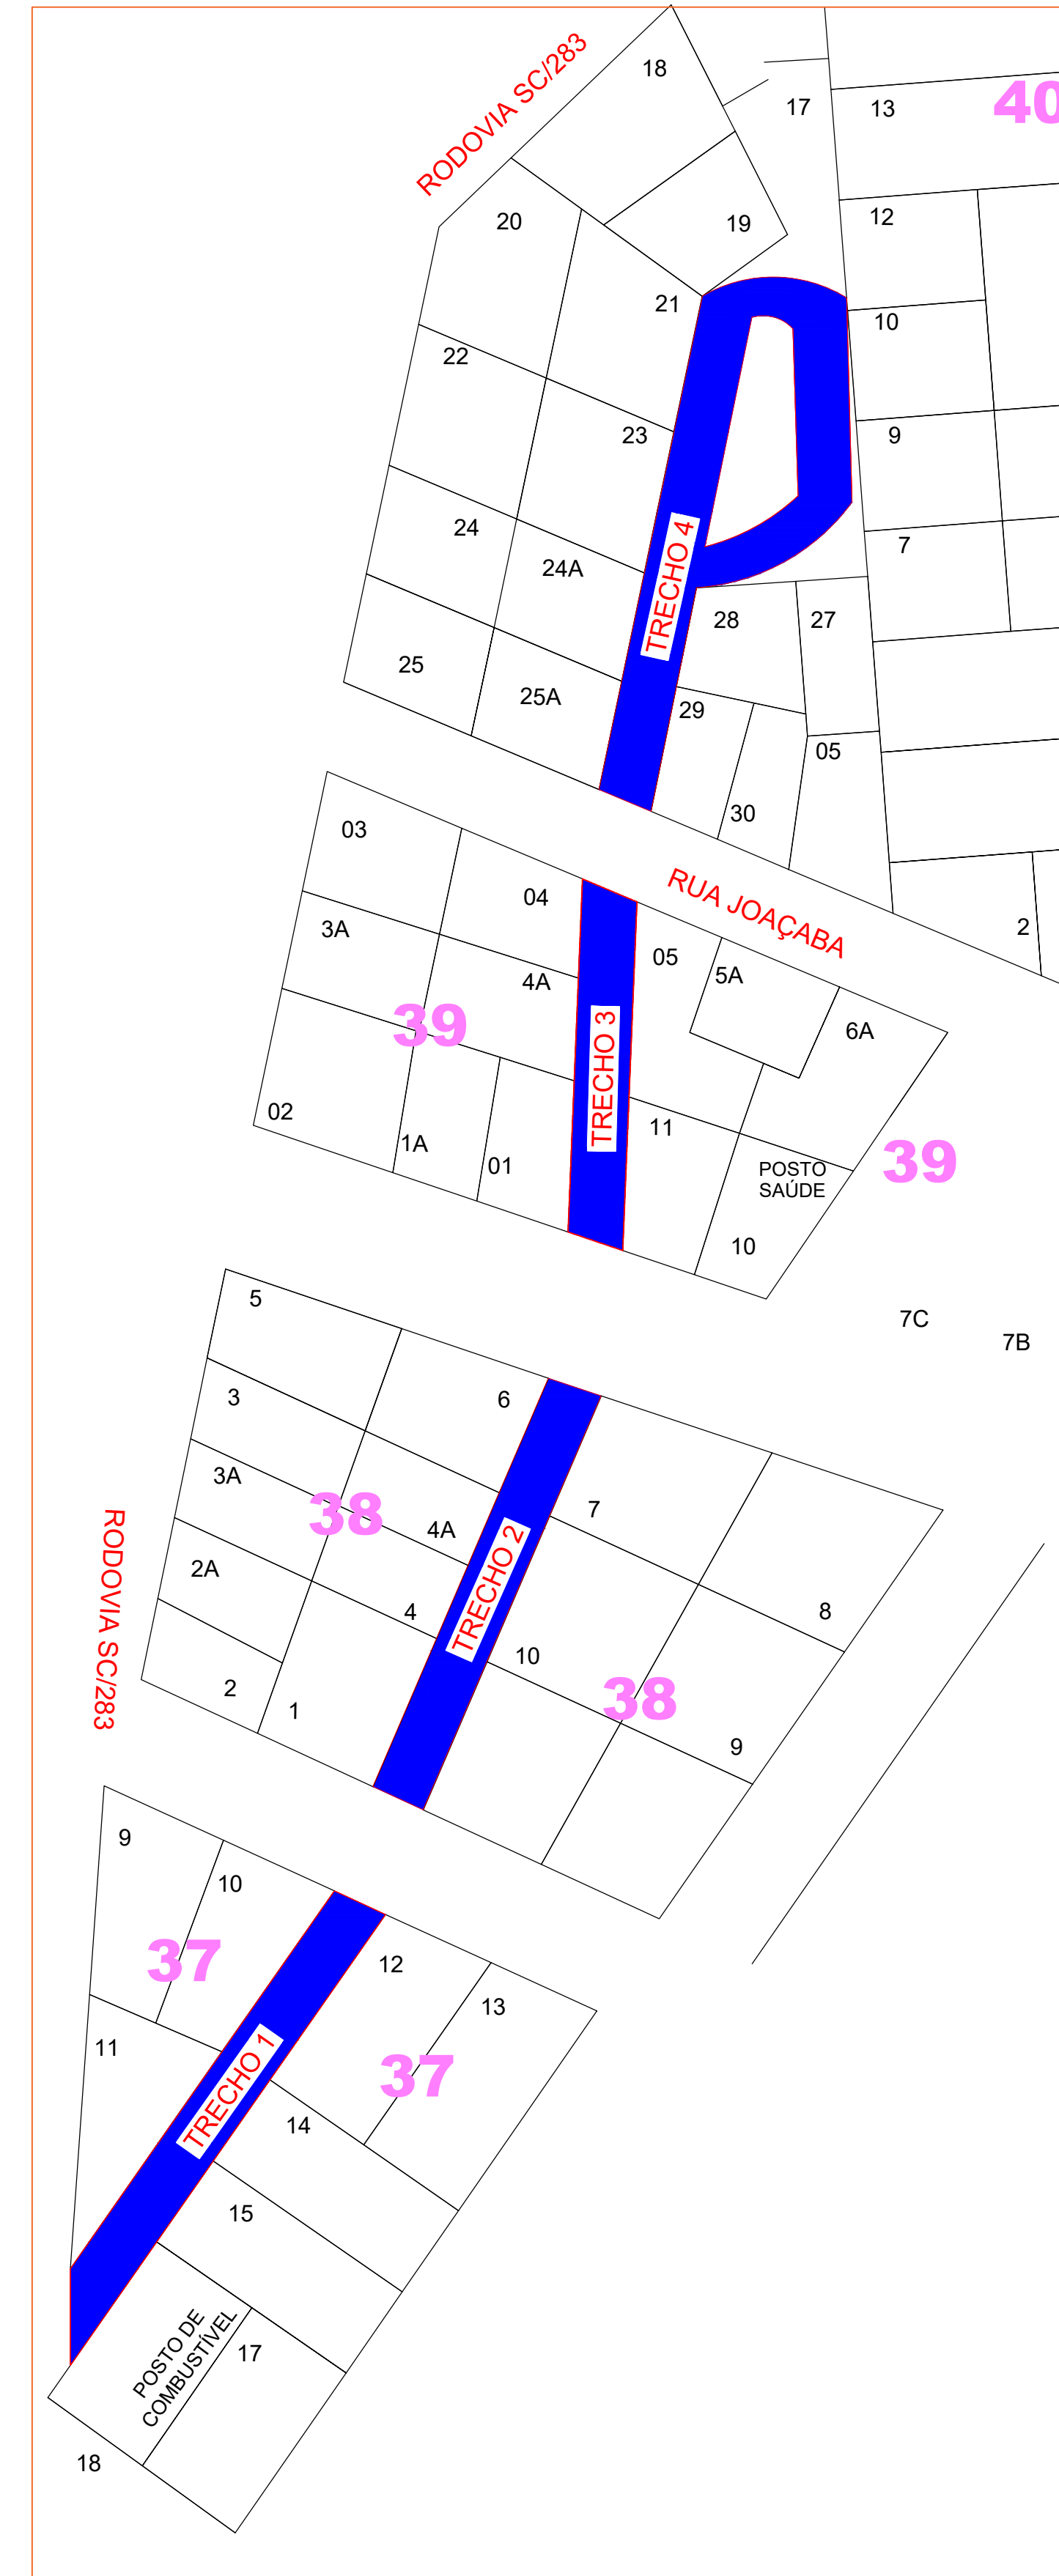 RODOVIA SC/283
18
17
13
40
12
20
19
21
10
22
23
9
24
24A
7
TRECHO 4
28
27
25
25A
29
05
30
03
04
RUA JOAÇABA
2
3A
4A
05
5A
6A
39
TRECHO 3
02
1A
01
11
39
POSTO
SAÚDE
10
7C
7B
5
6
3
3A
38
4A
7
RODOVIA SC/283
TRECHO 2
2A
4
8
10
2
1
38
9
9
10
37
12
13
11
37
TRECHO 1
14
15
POSTO DE
COMBUSTÍVEL
17
18